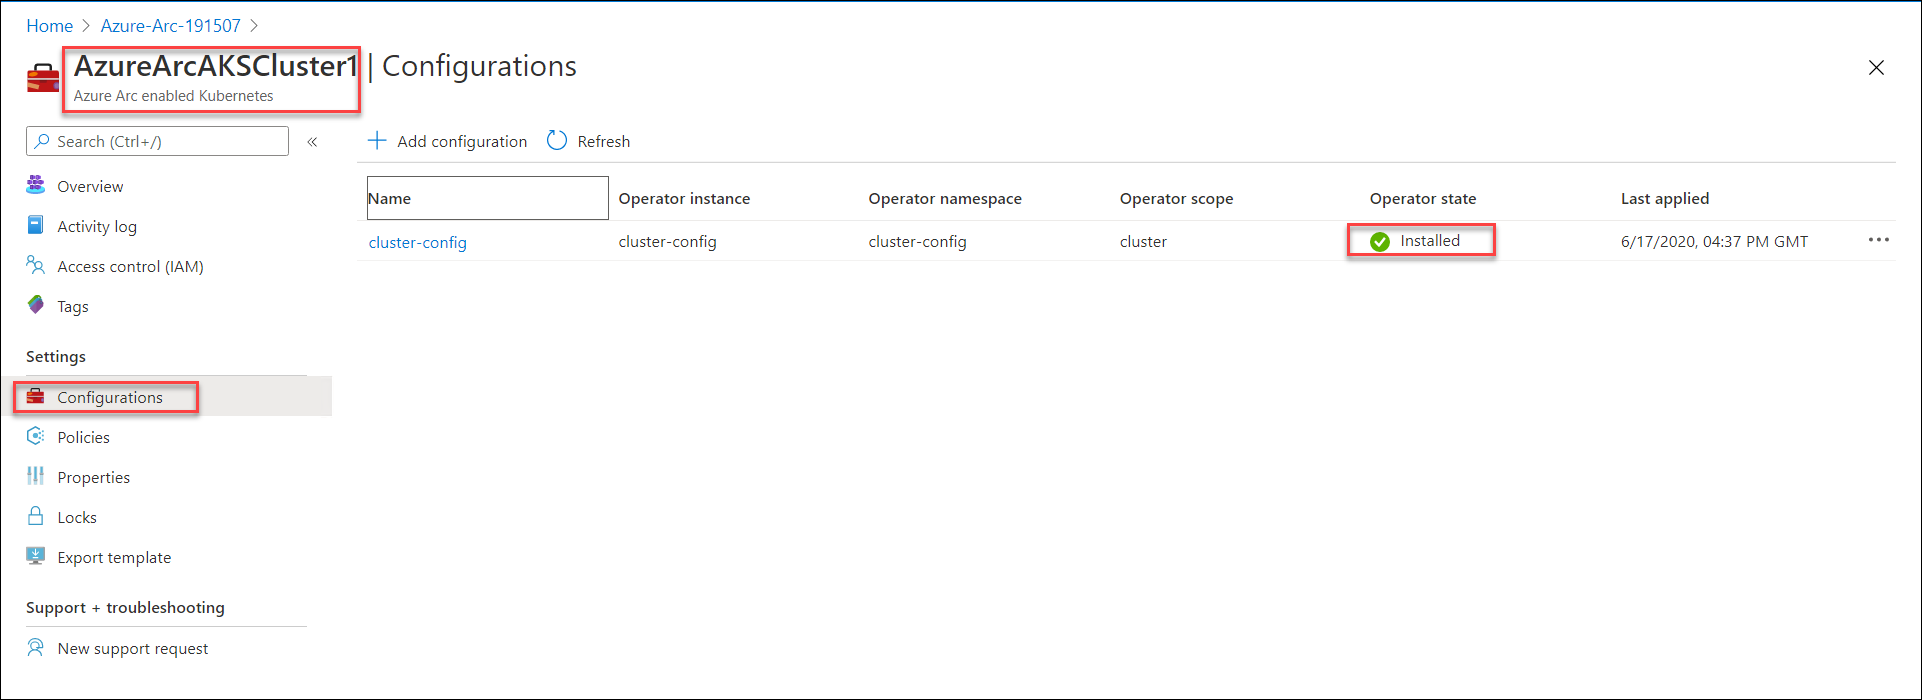 Home > Azure-Arc-191507 >
AzureArcAKSCluster1 | Configurations
Azure Arc enabled Kubernetes
Search (Ctrl+/)
«
Overview
Activity log
Access control (IAM)
Tags
Settings
Configurations
Policies
Properties
Locks
Export template
Support + troubleshooting
New support request
Add configuration Refresh
Name Operator instance Operator namespace Operator scope Operator state Last applied
cluster-config cluster-config cluster-config cluster Installed 6/17/2020, 04:37 PM GMT